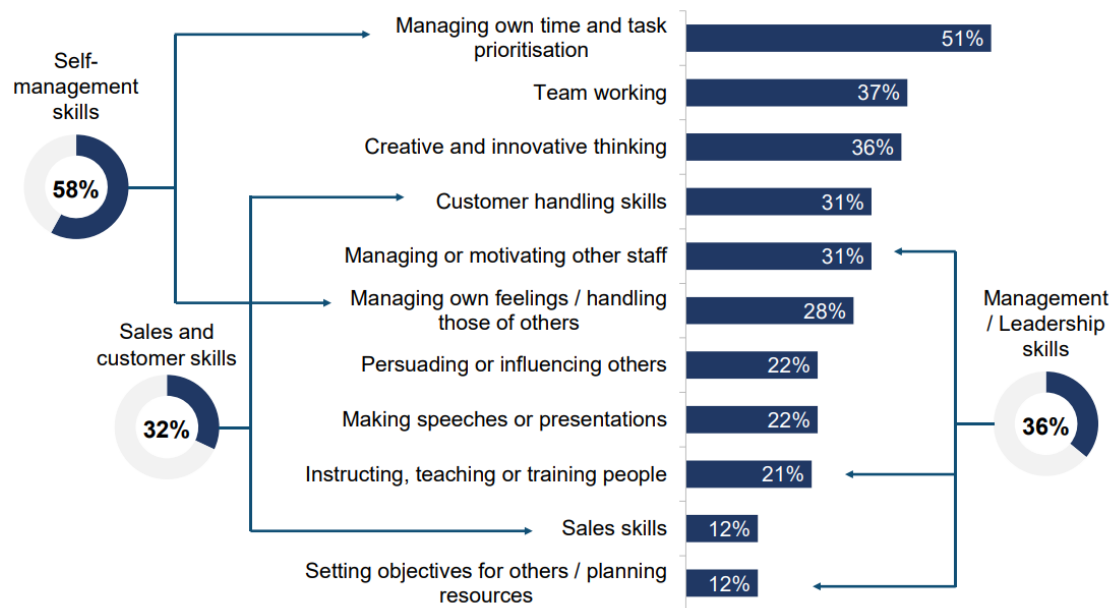 Managing own time and task
prioritisation
51%
Self-
management
skills
58%
Team working
37%
Creative and innovative thinking
36%
Customer handling skills
31%
Managing or motivating other staff
31%
Managing own feelings / handling
those of others
28%
Sales and
customer skills
32%
Management
/ Leadership
skills
36%
Persuading or influencing others
22%
Making speeches or presentations
22%
Instructing, teaching or training people
21%
Sales skills
12%
Setting objectives for others / planning
resources
12%